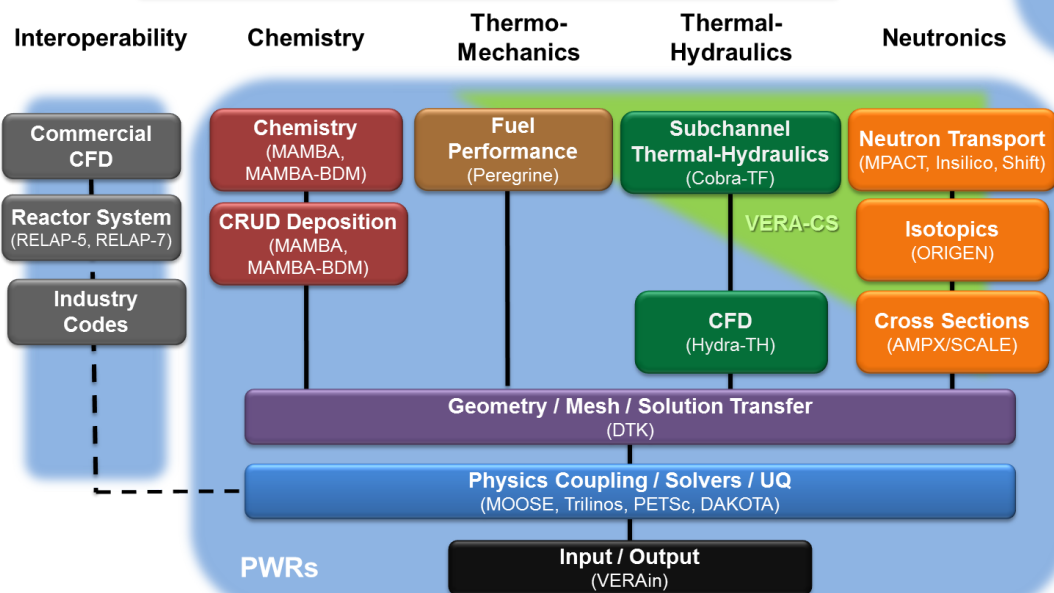 Interoperability
Chemistry
Thermo-
Mechanics
Thermal-
Hydraulics
Neutronics
Commercial
CFD
Reactor System
(RELAP-5, RELAP-7)
Industry
Codes
Chemistry
(MAMBA,
MAMBA-BDM)
CRUD Deposition
(MAMBA,
MAMBA-BDM)
Fuel
Performance
(Peregrine)
Subchannel
Thermal-Hydraulics
(Cobra-TF)
VERA-CS
CFD
(Hydra-TH)
Neutron Transport
(MPACT, Insilico, Shift)
Isotopics
(ORIGEN)
Cross Sections
(AMPX/SCALE)
Geometry / Mesh / Solution Transfer
(DTK)
Physics Coupling / Solvers / UQ
(MOOSE, Trilinos, PETSc, DAKOTA)
Input / Output
(VERAin)
PWRs